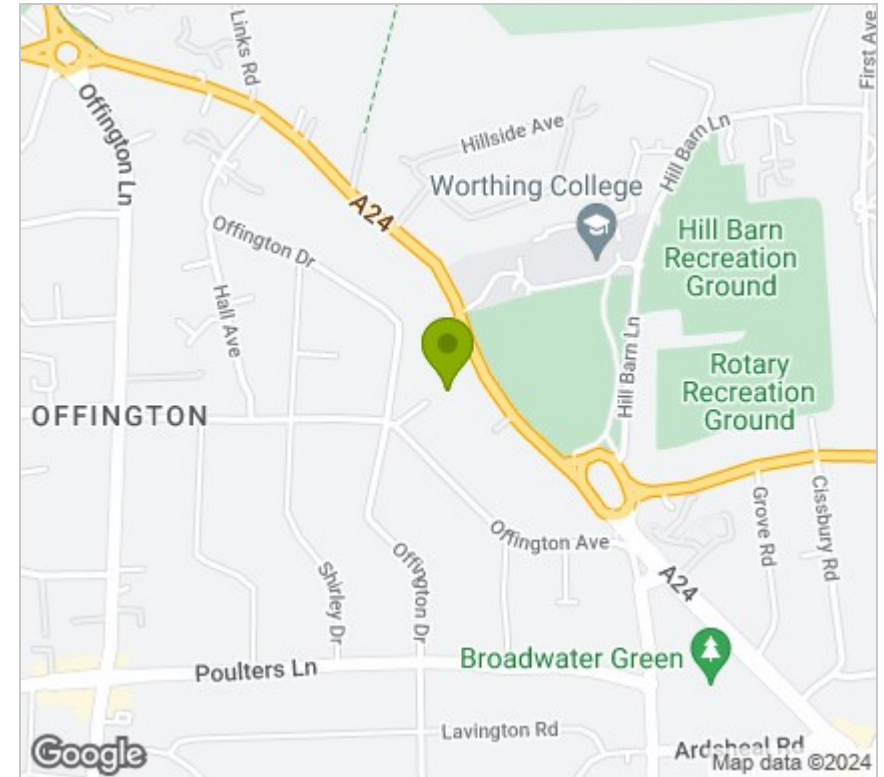 Links Rd
First Ave
Offington Ln
Hillside Ave
Hill Barn Ln
Worthing College
A24
Offington Dr
Hill Barn
Recreation
Ground
Hall Ave
Hill Barn Ln
Rotary
Recreation
Ground
OFFINGTON
Cissbury Rd
Grove Rd
Offington Ave
Shirley Dr
Offington Dr
A24
Broadwater Green
Poulters Ln
Lavington Rd
Ardsheal Rd
Google
Map data ©2024